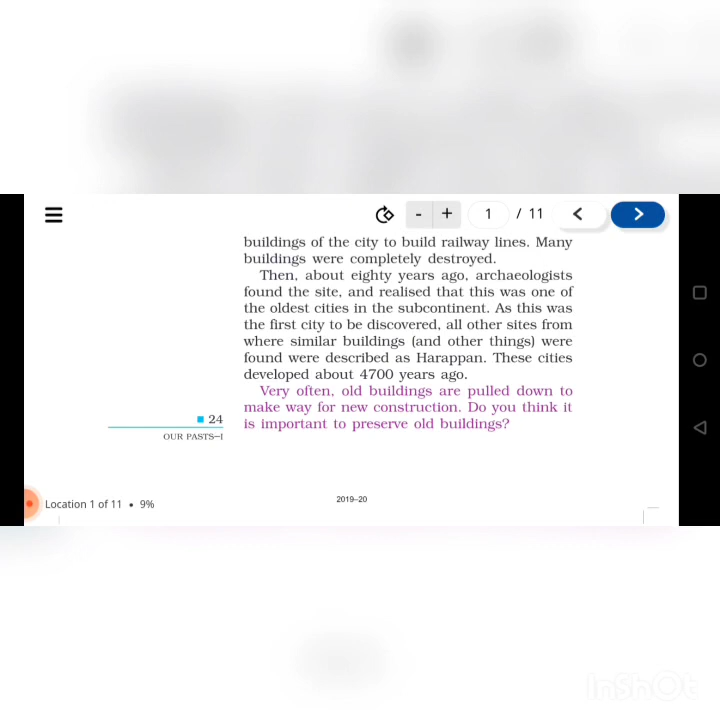 - + 1 / 11 < >
buildings of the city to build railway lines. Many
buildings were completely destroyed.
Then, about eighty years ago, archaeologists
found the site, and realised that this was one of
the oldest cities in the subcontinent. As this was
the first city to be discovered, all other sites from
where similar buildings (and other things) were
found were described as Harappan. These cities
developed about 4700 years ago.
Very often, old buildings are pulled down to
make way for new construction. Do you think it
is important to preserve old buildings?
24
OUR PASTS–I
2019–20
Location 1 of 11 • 9%
InShOt